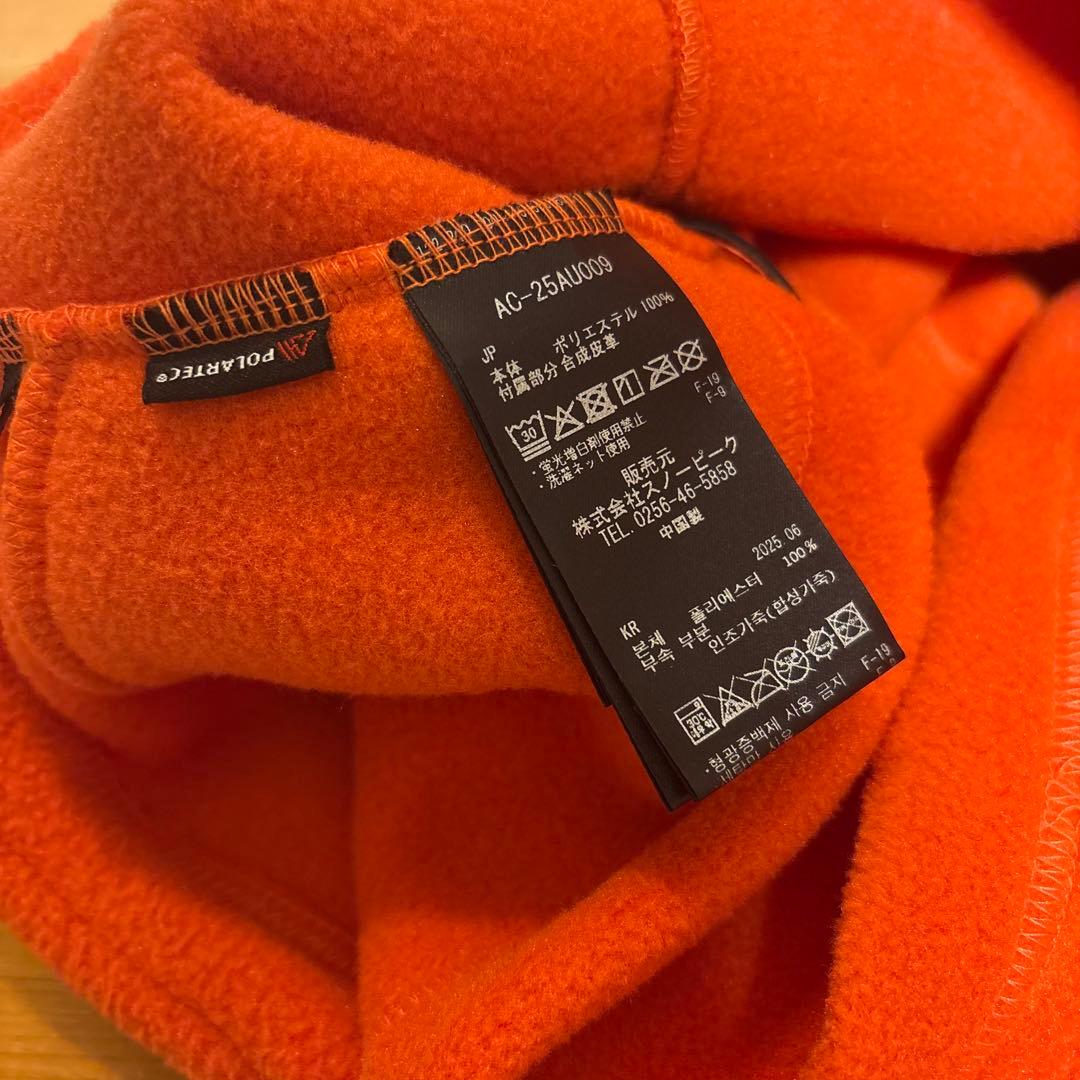 AC-25AU009
JP
本体 ポリエステル 100%
付属部分 合成皮革
30
F-19
F-9
・蛍光増白剤使用禁止
・洗濯ネット使用
販売元
株式会社スノーピーク
TEL. 0256-46-5858
中国製
2025.06
KR
본체 폴리에스터 100%
부속 부분 인조가죽(합성가죽)
F-19
・형광증백제 사용 금지
POLARTEC®